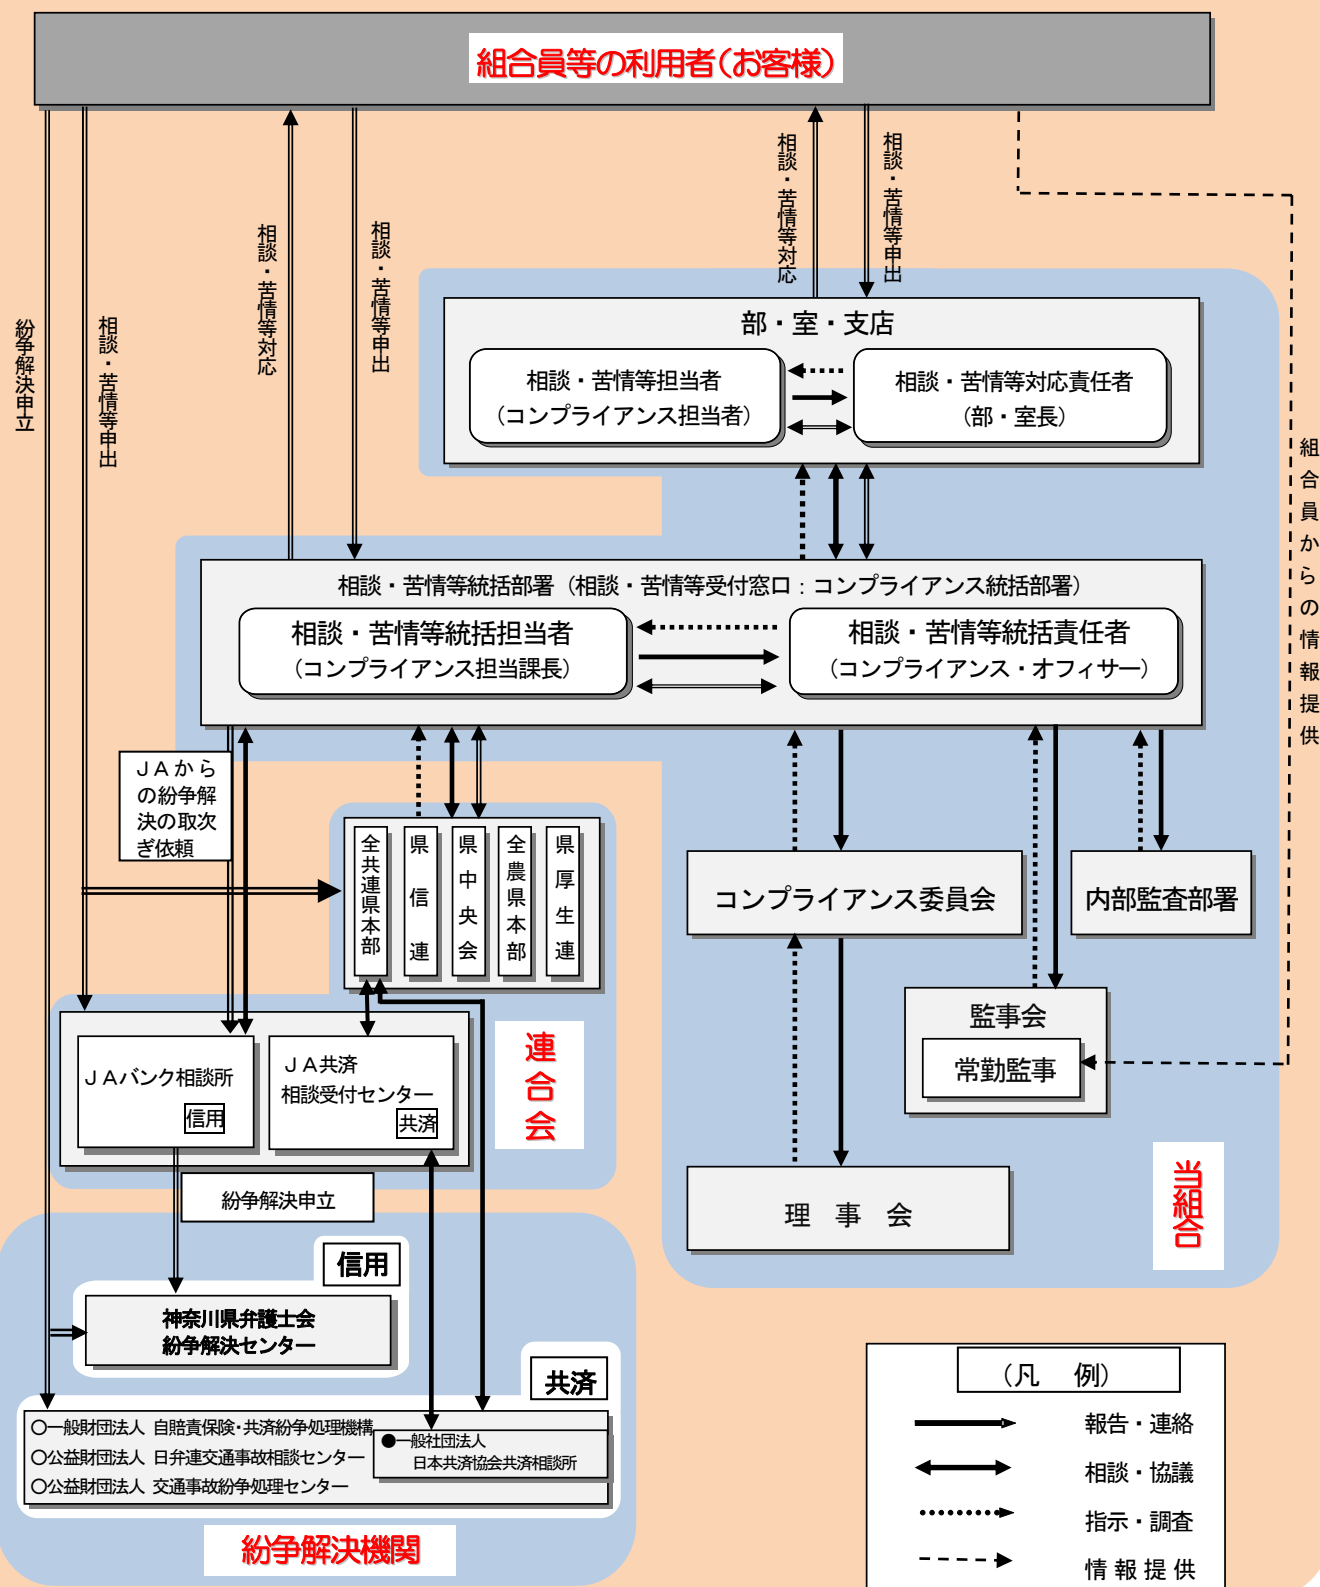 組合員等の利用者(お客様)
相談・苦情等対応
相談・苦情等申出
相談・苦情等対応
相談・苦情等申出
紛争解決申立
相談・苦情等申出
組合員からの情報提供
部・室・支店
相談・苦情等担当者
(コンプライアンス担当者)
相談・苦情等対応責任者
(部・室長)
相談・苦情等統括部署(相談・苦情等受付窓口:コンプライアンス統括部署)
相談・苦情等統括担当者
(コンプライアンス担当課長)
相談・苦情等統括責任者
(コンプライアンス・オフィサー)
JAから
の紛争解
決の取次
ぎ依頼
全共連県本部
県信連
県中央会
全農県本部
県厚生連
コンプライアンス委員会
内部監査部署
監事会
常勤監事
連合会
JAバンク相談所
信用
JA共済
相談受付センター
共済
紛争解決申立
理 事 会
当組合
信用
神奈川県弁護士会
紛争解決センター
共済
○一般財団法人 自賠責保険・共済紛争処理機構
○公益財団法人 日弁連交通事故相談センター
○公益財団法人 交通事故紛争処理センター
●一般社団法人
日本共済協会共済相談所
紛争解決機関
(凡 例)
報告・連絡
相談・協議
指示・調査
情報提供